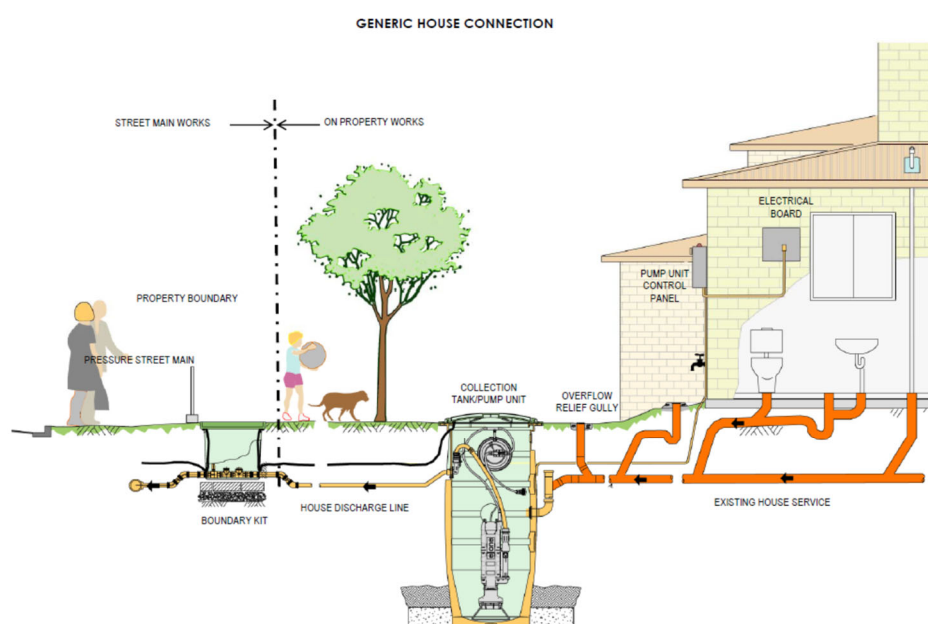 GENERIC HOUSE CONNECTION
STREET MAIN WORKS
ON PROPERTY WORKS
ELECTRICAL
BOARD
PUMP UNIT
CONTROL
PANEL
PROPERTY BOUNDARY
PRESSURE STREET MAIN
COLLECTION
TANK/PUMP UNIT
OVERFLOW
RELIEF GULLY
HOUSE DISCHARGE LINE
EXISTING HOUSE SERVICE
BOUNDARY KIT